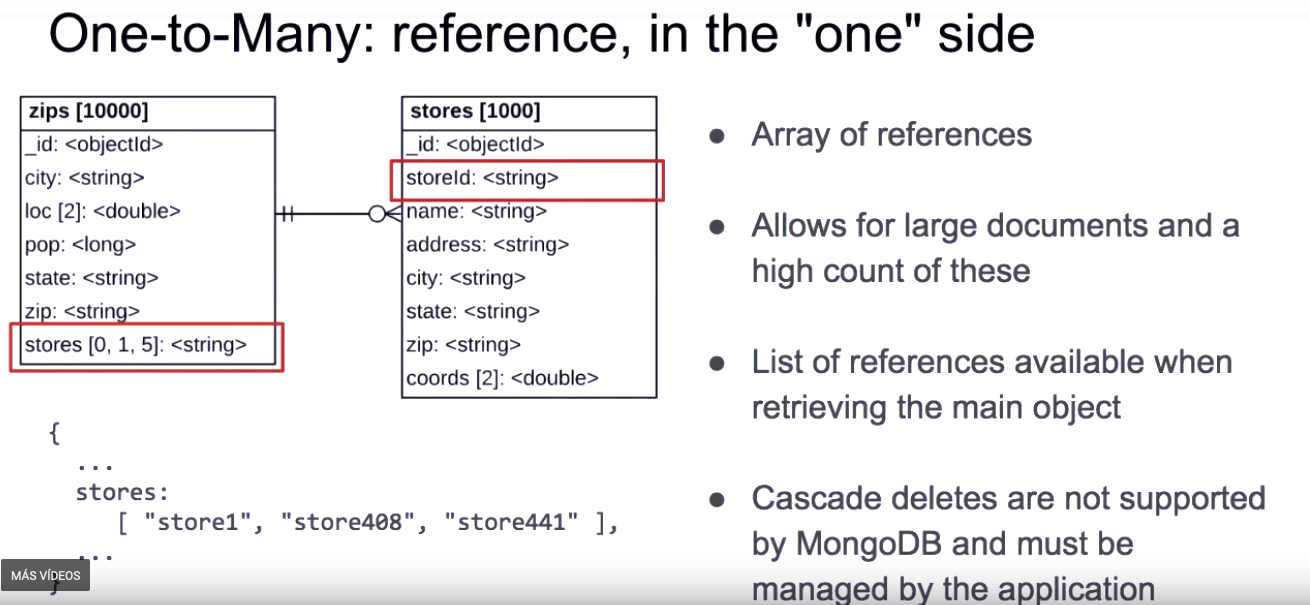 One-to-Many: reference, in the "one" side
zips [10000]
_id: <objectId>
city: <string>
loc [2]: <double>
pop: <long>
state: <string>
zip: <string>
stores [0, 1, 5]: <string>
stores [1000]
_id: <objectId>
storeId: <string>
name: <string>
address: <string>
city: <string>
state: <string>
zip: <string>
coords [2]: <double>
{
...
stores:
[ "store1", "store408", "store441" ],
...
}
MÁS VÍDEOS
● Array of references
● Allows for large documents and a
high count of these
● List of references available when
retrieving the main object
● Cascade deletes are not supported
by MongoDB and must be
managed by the application